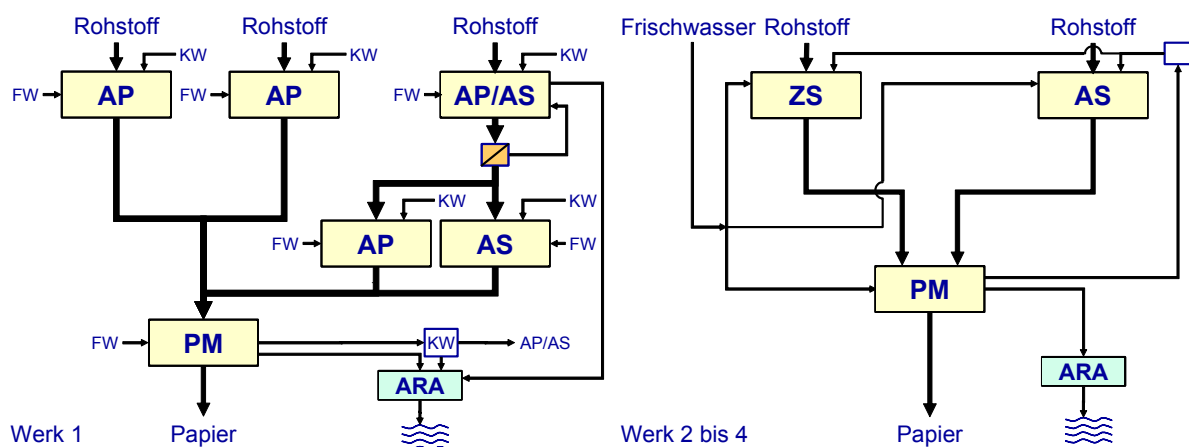 Rohstoff
Rohstoff
Rohstoff
KW
KW
KW
FW
AP
FW
AP
FW
AP/AS
KW
KW
FW
AP
AS
FW
FW
PM
KW
AP/AS
ARA
Werk 1
Papier
Frischwasser
Rohstoff
Rohstoff
ZS
AS
PM
ARA
Werk 2 bis 4
Papier